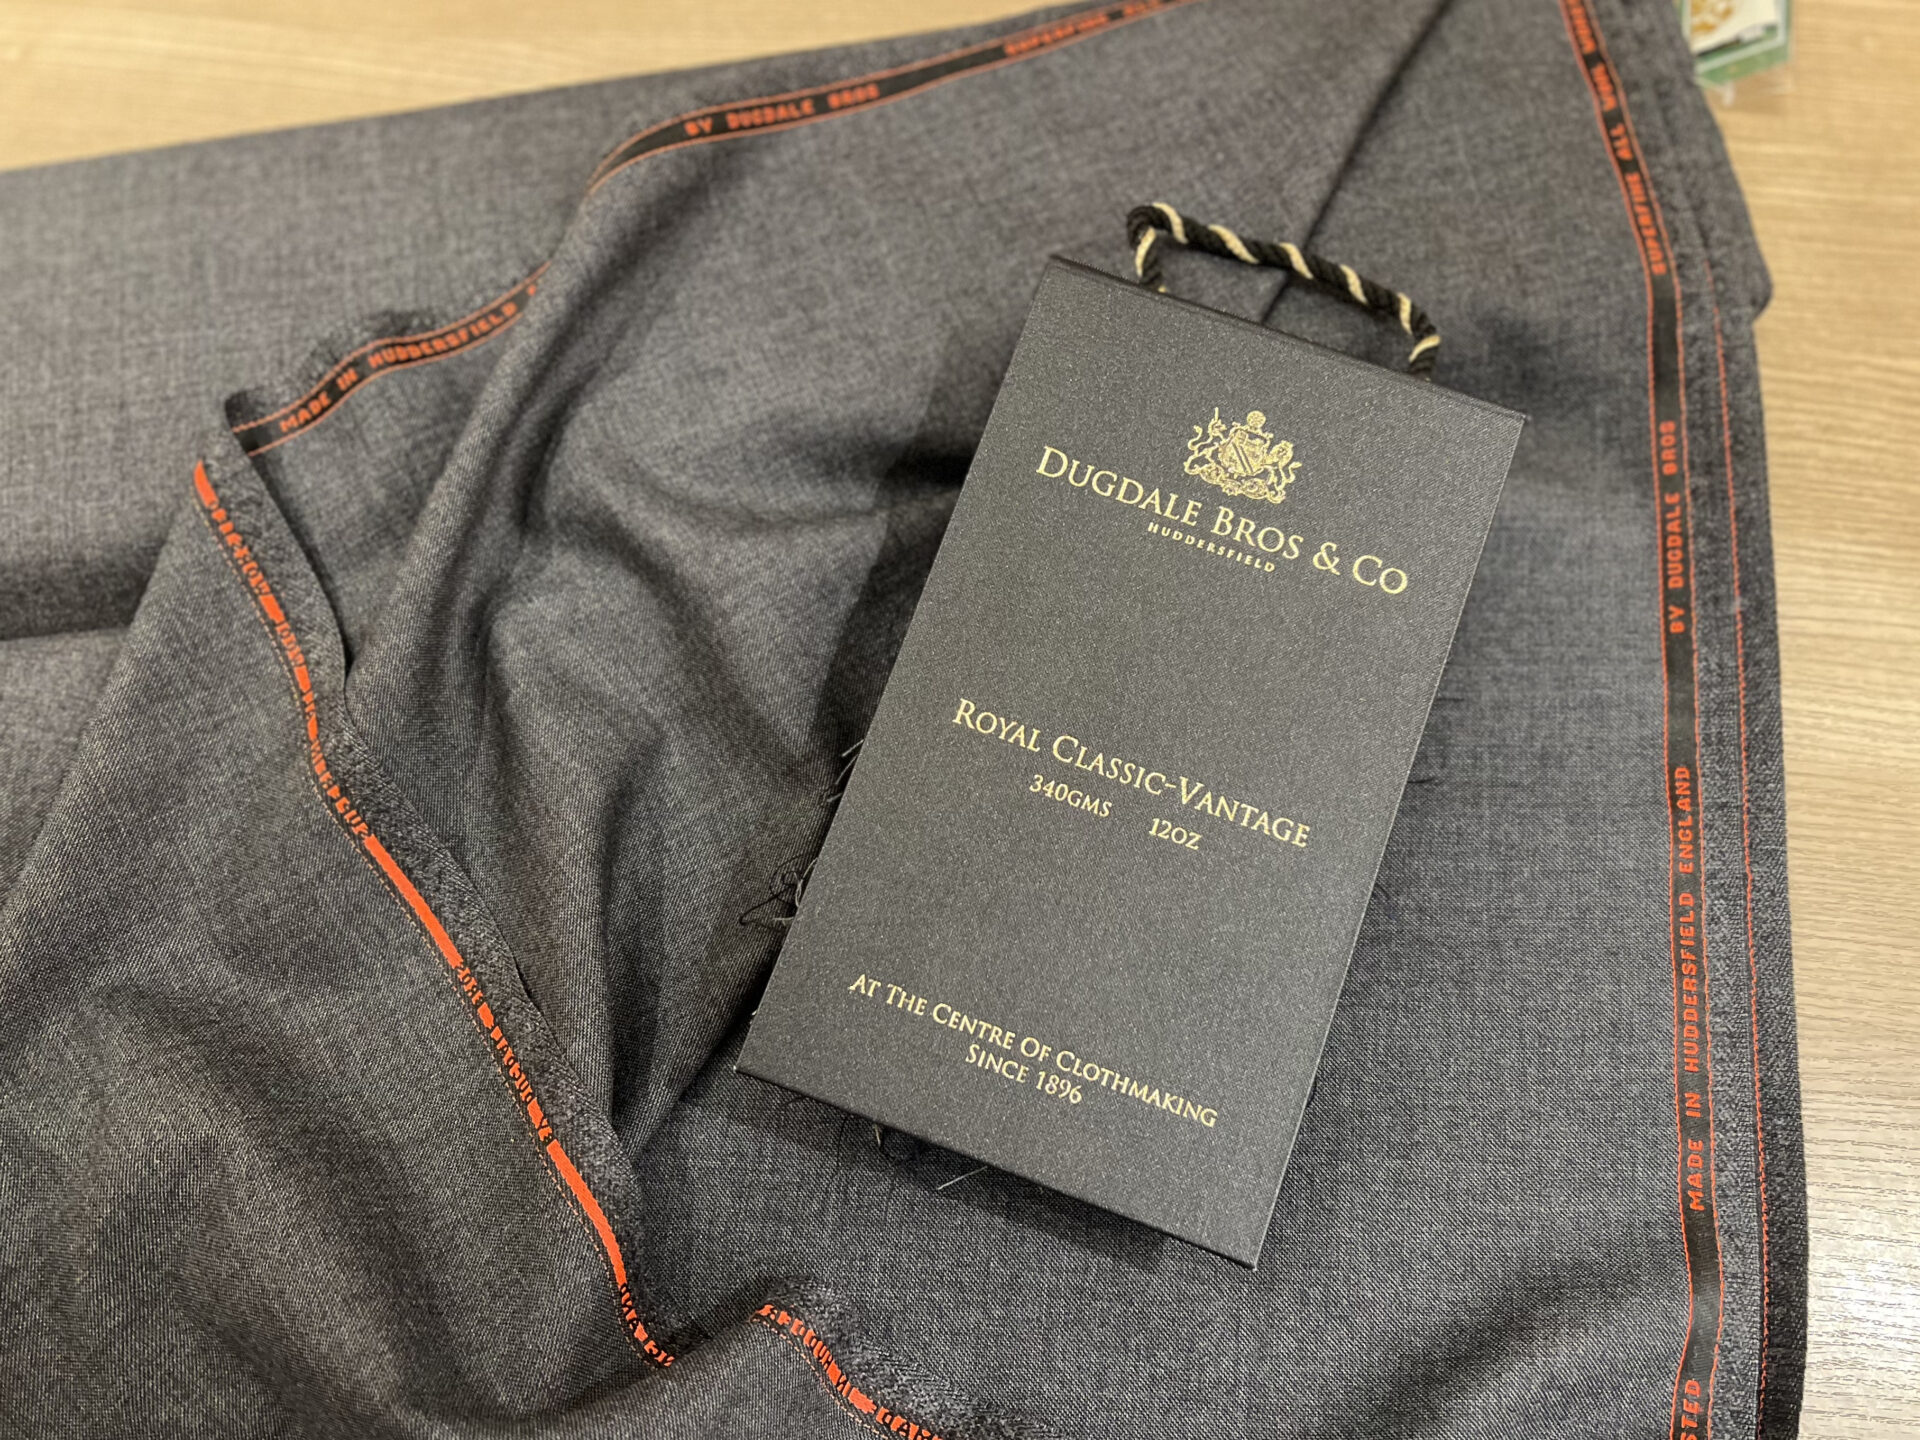 DUGDALE BROS & CO
HUDDERSFIELD
ROYAL CLASSIC-VANTAGE
340GMS 12OZ
AT THE CENTRE OF CLOTHMAKING
SINCE 1896
BY DUGDALE BROS
MADE IN HUDDERSFIELD
SUPERFINE ALL WOOL
BY DUGDALE BROS
MADE IN HUDDERSFIELD ENGLAND